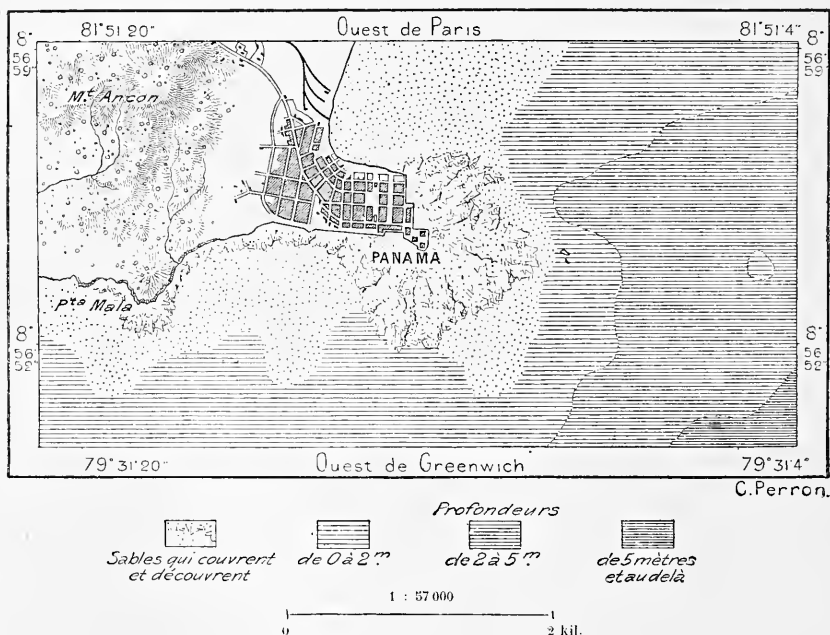 81°51'20" Ouest de Paris 81°51'4"
8° 8°
56 56
59" 59"
Mt Ancon
PANAMA
Pta Mala
8° 8°
56 56
52" 52"
79°31'20" Ouest de Greenwich 79°31'4"
C.Perron.
Profondeurs
Sables qui couvrent de 0 à 2m. de 2 à 5m. de 5 mètres
et découvrent et au delà
1 : 57 000
0 2 kil.